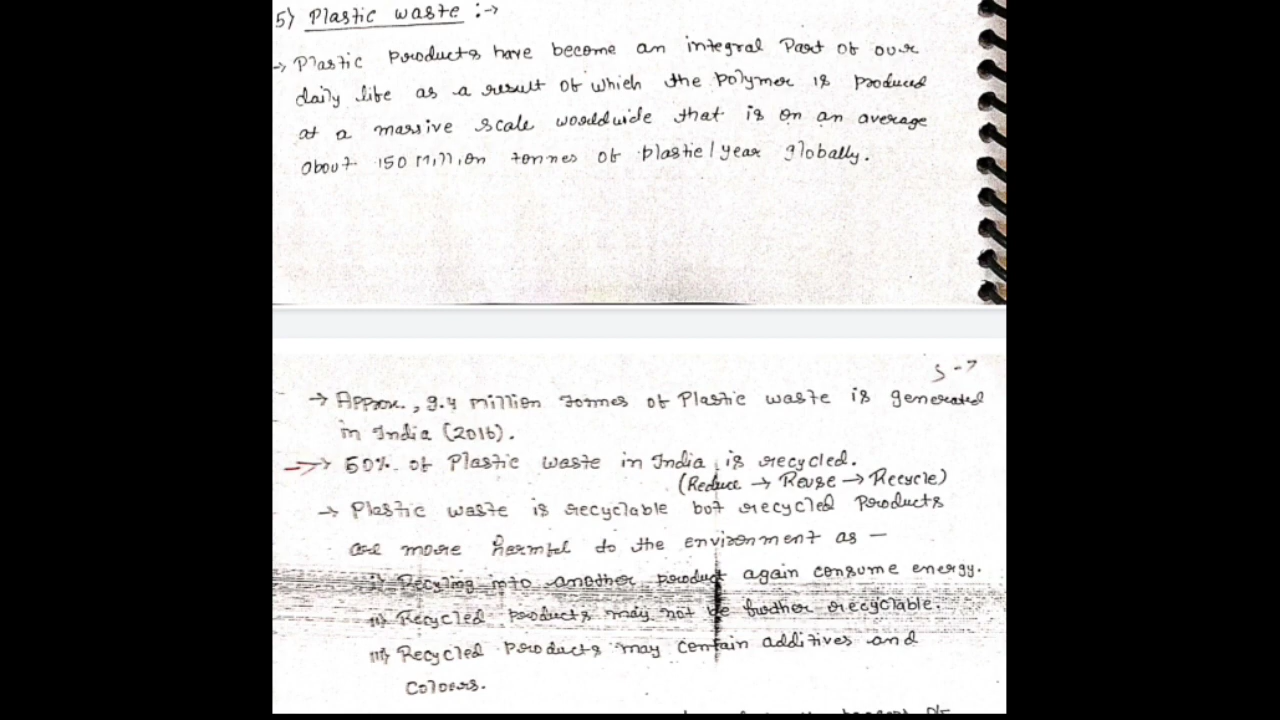 5) Plastic waste :→
→ Plastic products have become an integral Part of our
daily life as a result of which the polymer is produced
at a massive scale worldwide that is on an average
about 150 Million tonnes of plastic/year globally.
→ Approx., 9.4 million tonnes of Plastic waste is generated
in India (2016).
→ 50% of Plastic waste in India is recycled.
(Reduce → Reuse → Recycle)
→ Plastic waste is recyclable but recycled Products
are more harmful to the environment as —
i) Recyling into another product again consume energy.
ii) Recycled products may not be further recyclable.
iii) Recycled Products may contain additives and
Colours.